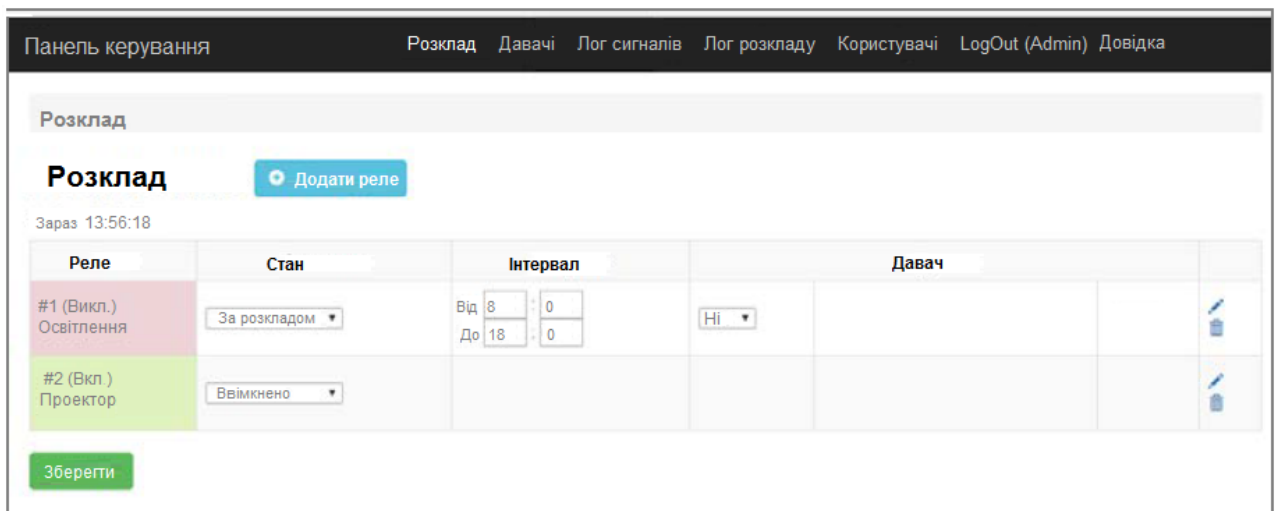 Панель керування Розклад Давачі Лог сигналів Лог розкладу Користувачі LogOut (Admin) Довідка
Розклад
Розклад Додати реле
Зараз 13:56:18
Реле Стан Інтервал Давач
#1 (Викл.)
Освітлення
За розкладом
Від 8 : 0
До 18 : 0
Ні
#2 (Вкл.)
Проектор
Ввімкнено
Зберегти